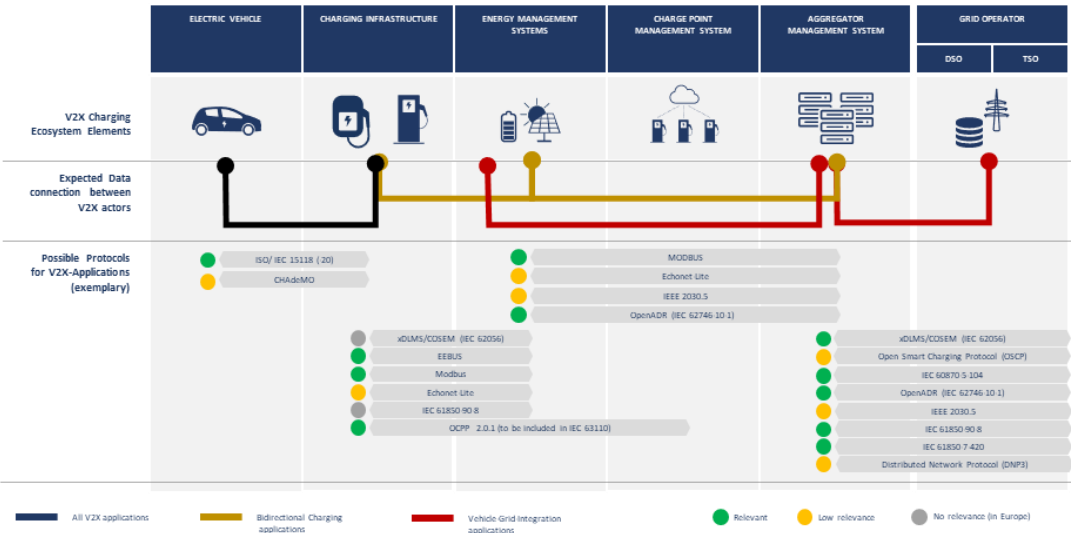 ELECTRIC VEHICLE
CHARGING INFRASTRUCTURE
ENERGY MANAGEMENT
SYSTEMS
CHARGE POINT
MANAGEMENT SYSTEM
AGGREGATOR
MANAGEMENT SYSTEM
GRID OPERATOR
DSO
TSO
V2X Charging
Ecosystem Elements
Expected Data
connection between
V2X actors
Possible Protocols
for V2X-Applications
(exemplary)
ISO/ IEC 15118 (-20)
CHAdeMO
MODBUS
Echonet Lite
IEEE 2030.5
OpenADR (IEC 62746-10-1)
xDLMS/COSEM (IEC 62056)
EEBUS
Modbus
Echonet Lite
IEC 61850-90-8
OCPP 2.0.1 (to be included in IEC 63110)
xDLMS/COSEM (IEC 62056)
Open Smart Charging Protocol (OSCP)
IEC 60870-5-104
OpenADR (IEC 62746-10-1)
IEEE 2030.5
IEC 61850-90-8
IEC 61850-7-420
Distributed Network Protocol (DNP3)
All V2X applications
Bidirectional Charging
applications
Vehicle Grid Integration
applications
Relevant
Low relevance
No relevance (in Europe)